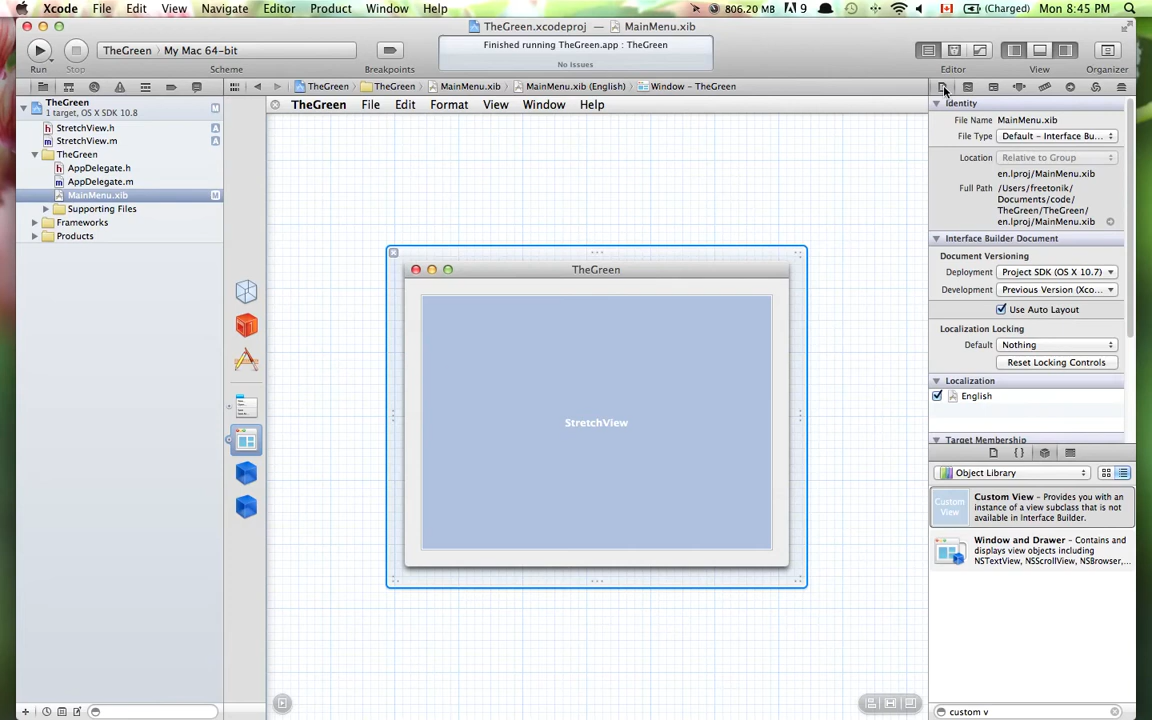 Xcode File Edit View Navigate Editor Product Window Help 806.20 MB 9 (Charged) Mon 8:45 PM
TheGreen.xcodeproj — MainMenu.xib
TheGreen My Mac 64-bit
Finished running TheGreen.app : TheGreen
No Issues
Run Stop Scheme Breakpoints Editor View Organizer
TheGreen TheGreen MainMenu.xib MainMenu.xib (English) Window – TheGreen
TheGreen M
1 target, OS X SDK 10.8
StretchView.h A
StretchView.m A
TheGreen
AppDelegate.h
AppDelegate.m
MainMenu.xib M
Supporting Files
Frameworks
Products
TheGreen File Edit Format View Window Help
TheGreen
StretchView
Identity
File Name MainMenu.xib
File Type Default – Interface Bu...
Location Relative to Group
en.lproj/MainMenu.xib
Full Path /Users/freetonik/
Documents/code/
TheGreen/TheGreen/
en.lproj/MainMenu.xib
Interface Builder Document
Document Versioning
Deployment Project SDK (OS X 10.7)
Development Previous Version (Xco...
Use Auto Layout
Localization Locking
Default Nothing
Reset Locking Controls
Localization
English
Target Membership
{ }
Object Library
Custom View
Custom View – Provides you with an
instance of a view subclass that is not
available in Interface Builder.
Window and Drawer – Contains and
displays view objects including
NSTextView, NSScrollView, NSBrowser,...
custom v